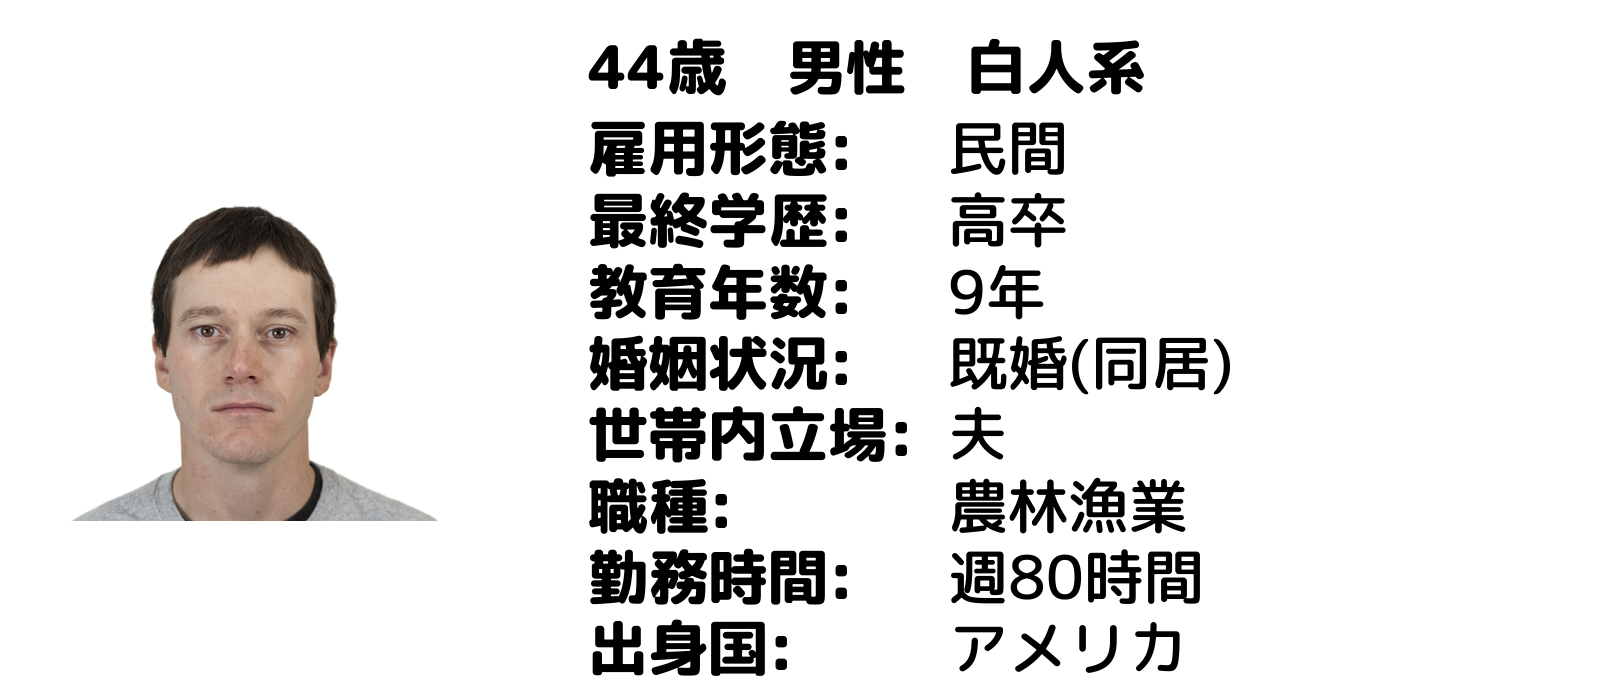 44歳　男性　白人系
雇用形態:　民間
最終学歴:　高卒
教育年数:　9年
婚姻状況:　既婚(同居)
世帯内立場:　夫
職種:　農林漁業
勤務時間:　週80時間
出身国:　アメリカ